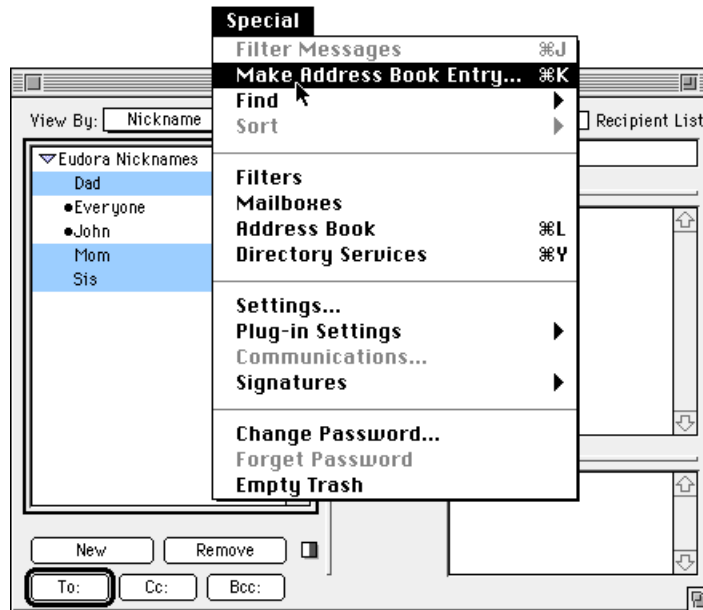 Special
Filter Messages ⌘J
Make Address Book Entry... ⌘K
Find
Sort
Filters
Mailboxes
Address Book ⌘L
Directory Services ⌘Y
Settings...
Plug-in Settings
Communications...
Signatures
Change Password...
Forget Password
Empty Trash
View By: Nickname
Recipient List
Eudora Nicknames
Dad
•Everyone
•John
Mom
Sis
New Remove
To: Cc: Bcc: